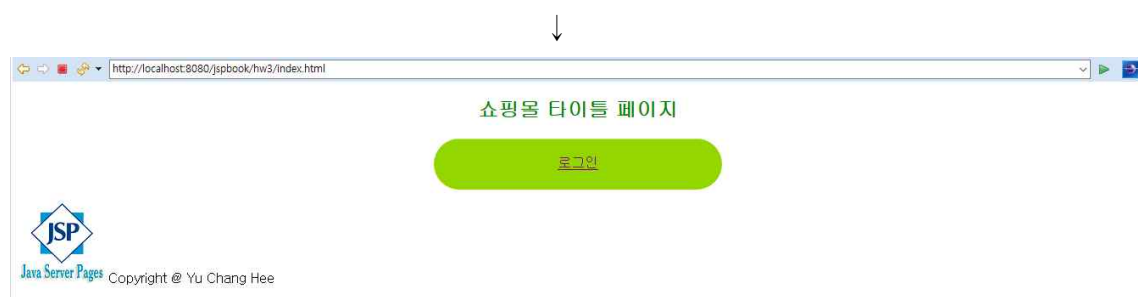 ↓
http://localhost:8080/jspbook/hw3/index.html
쇼핑몰 타이틀 페이지
로그인
JSP
Java Server Pages Copyright @ Yu Chang Hee